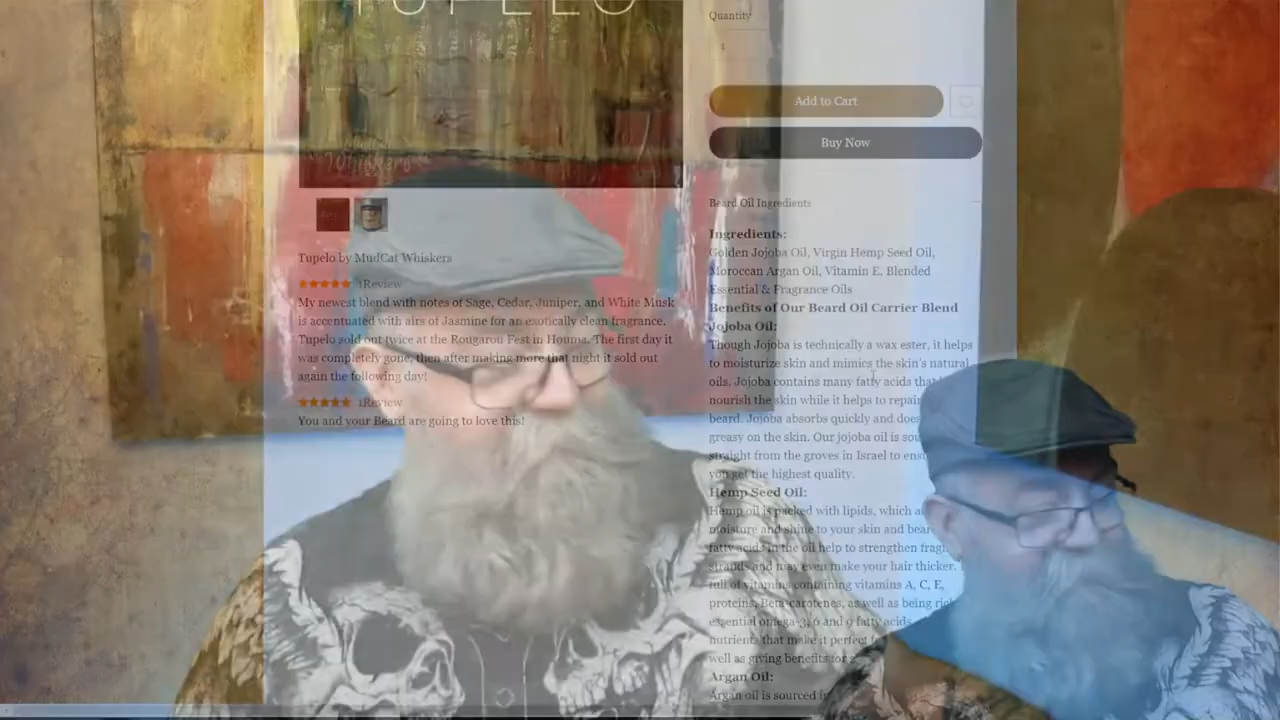 TUPELO
Whiskers
Tupelo by MudCat Whiskers
1Review
My newest blend with notes of Sage, Cedar, Juniper, and White Musk
is accentuated with airs of Jasmine for an exotically clean fragrance.
Tupelo sold out twice at the Rougarou Fest in Houma. The first day it
was completely gone, then after making more that night it sold out
again the following day!
1Review
You and your Beard are going to love this!
Quantity
1
Add to Cart
Buy Now
Beard Oil Ingredients
Ingredients:
Golden Jojoba Oil, Virgin Hemp Seed Oil,
Moroccan Argan Oil, Vitamin E, Blended
Essential & Fragrance Oils
Benefits of Our Beard Oil Carrier Blend
Jojoba Oil:
Though Jojoba is technically a wax ester, it helps
to moisturize skin and mimics the skin's natural
oils. Jojoba contains many fatty acids that
nourish the skin while it helps to repair
beard. Jojoba absorbs quickly and
greasy on the skin. Our jojoba oil is
straight from the groves in Israel to
you get the highest quality.
Hemp Seed Oil:
Hemp oil is packed with lipids, which
moisture and shine to your skin and
fatty acids in the oil help to strengthen
strands and may even make your hair thicker.
full of vitamins containing vitamins A, C, E,
proteins, Beta-carotenes, as well as being
essential omega-3, 6 and 9 fatty acids
nutrients that make it perfect
well as giving benefits for
Argan Oil:
Argan oil is sourced